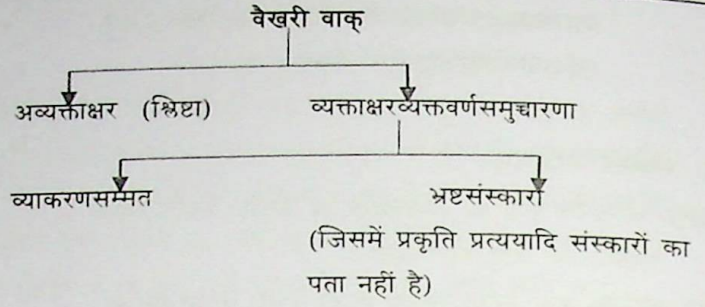 वैखरी वाक्
अव्यक्ताक्षर (श्लिष्टा) व्यक्ताक्षरव्यक्तवर्णसमुच्चारणा
व्याकरणसम्मत भ्रष्टसंस्कारा
(जिसमें प्रकृति प्रत्ययादि संस्कारों का
पता नहीं है)